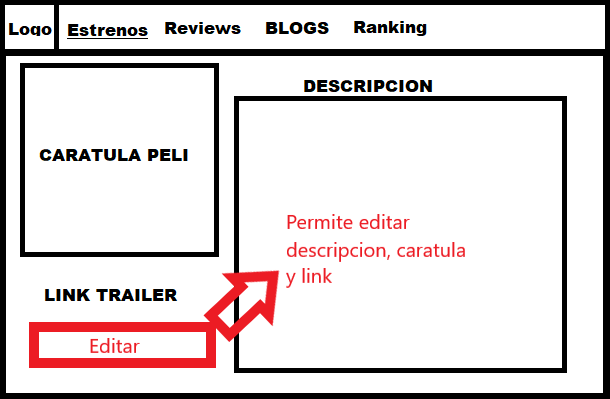 Logo Estrenos Reviews BLOGS Ranking
DESCRIPCION
CARATULA PELI
Permite editar
descripcion, caratula
y link
LINK TRAILER
Editar